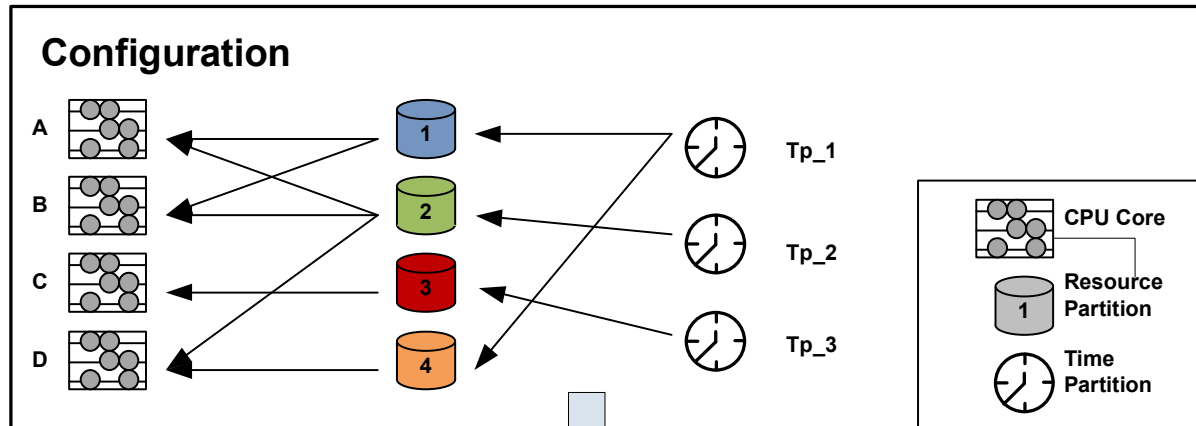 Configuration
A
1
Tp_1
B
2
Tp_2
C
3
Tp_3
D
4
CPU Core
1
Resource
Partition
Time
Partition